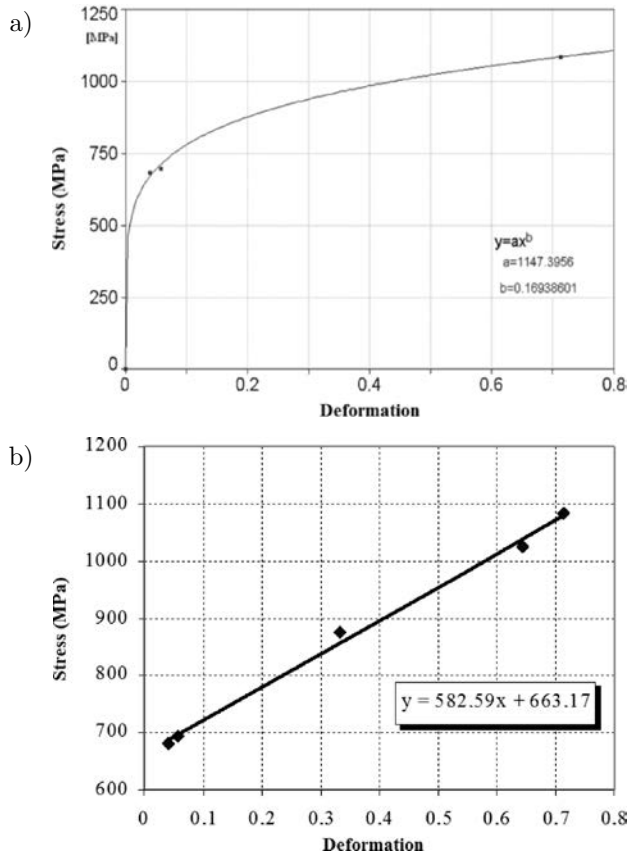 a)
1250
[MPa]
1000
750
500
250
0
Stress (MPa)
y=ax^b
a=1147.3956
b=0.16938601
0
0.2
0.4
0.6
0.8
Deformation
b)
1200
1100
1000
900
800
700
600
Stress (MPa)
y = 582.59x + 663.17
0
0.1
0.2
0.3
0.4
0.5
0.6
0.7
0.8
Deformation